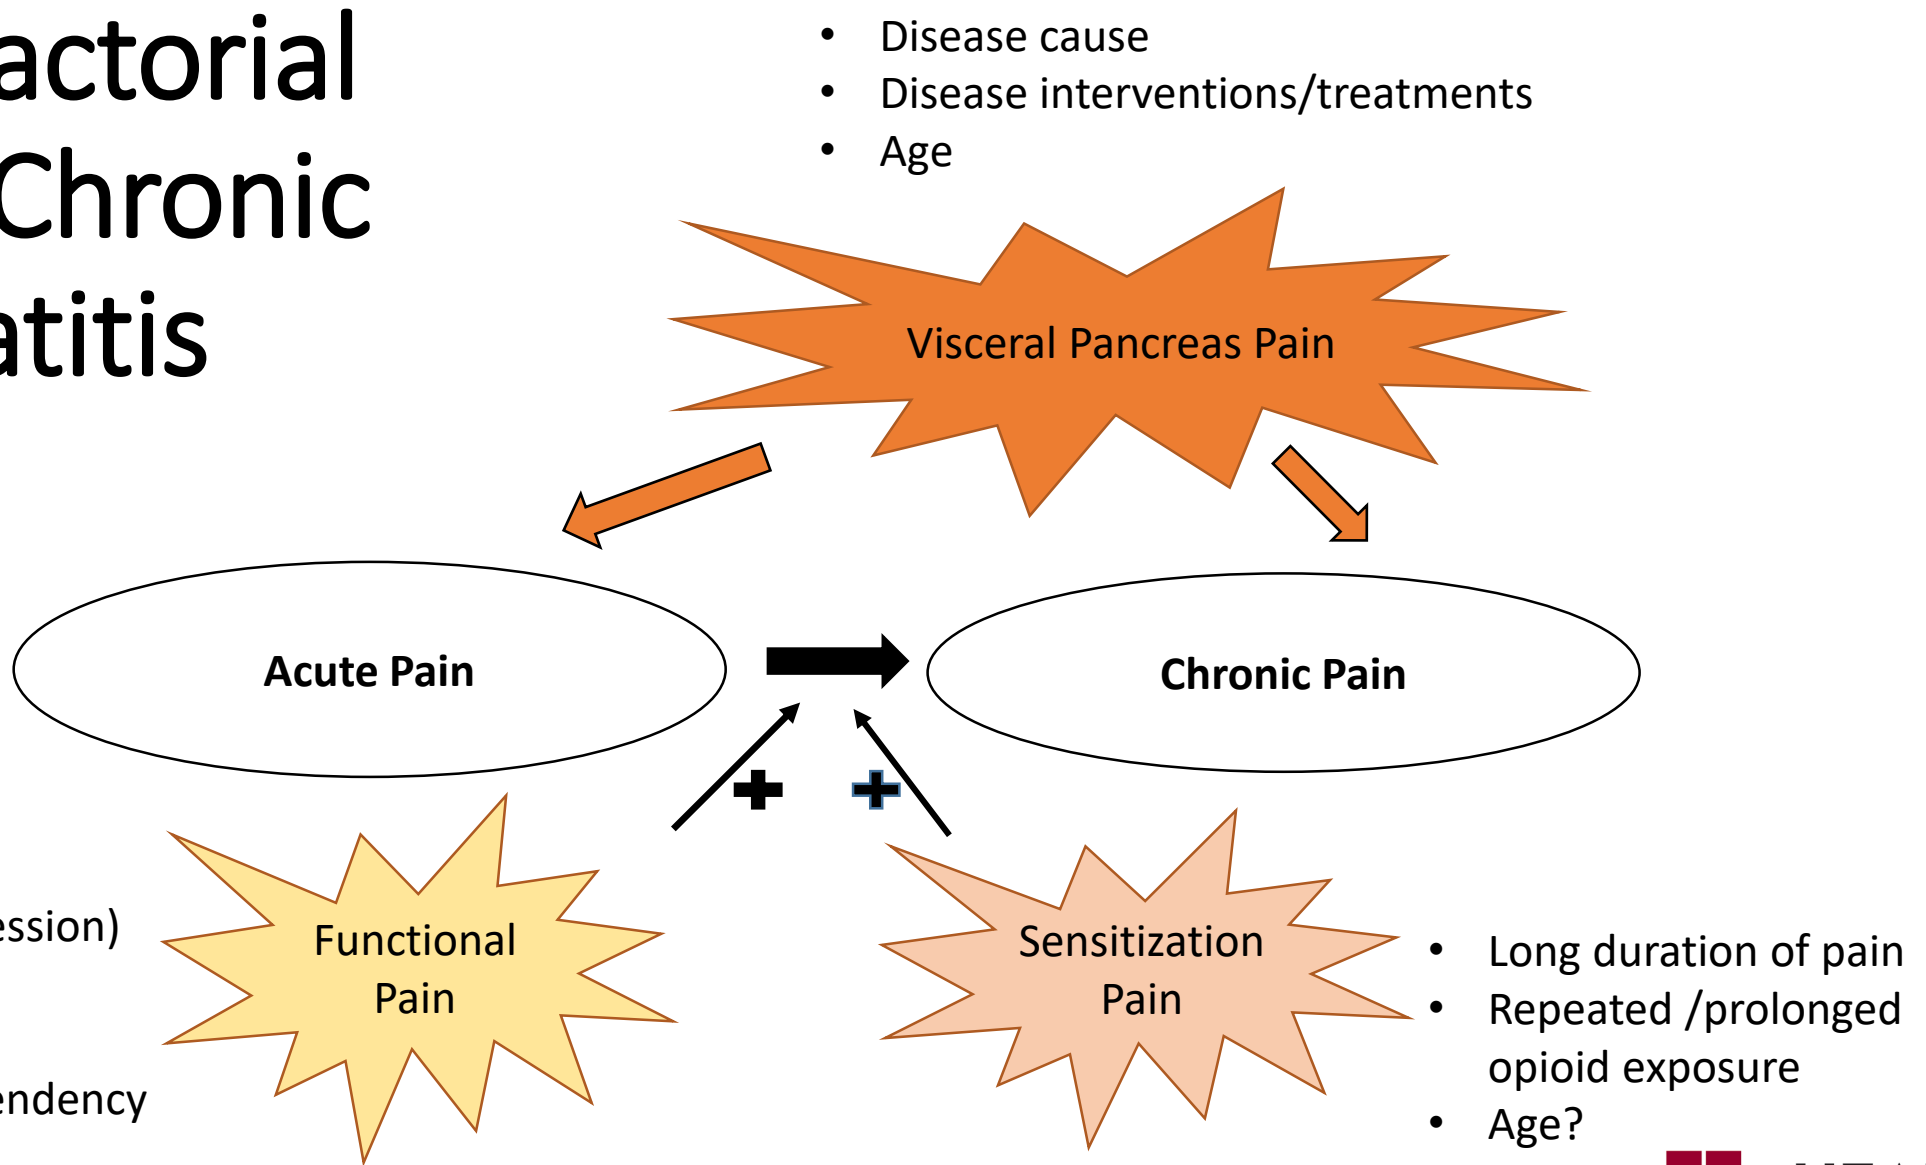 actorial
Chronic
atitis
• Disease cause
• Disease interventions/treatments
• Age
Visceral Pancreas Pain
Acute Pain
Chronic Pain
ession)
endency
Functional
Pain
Sensitization
Pain
• Long duration of pain
• Repeated /prolonged
opioid exposure
• Age?